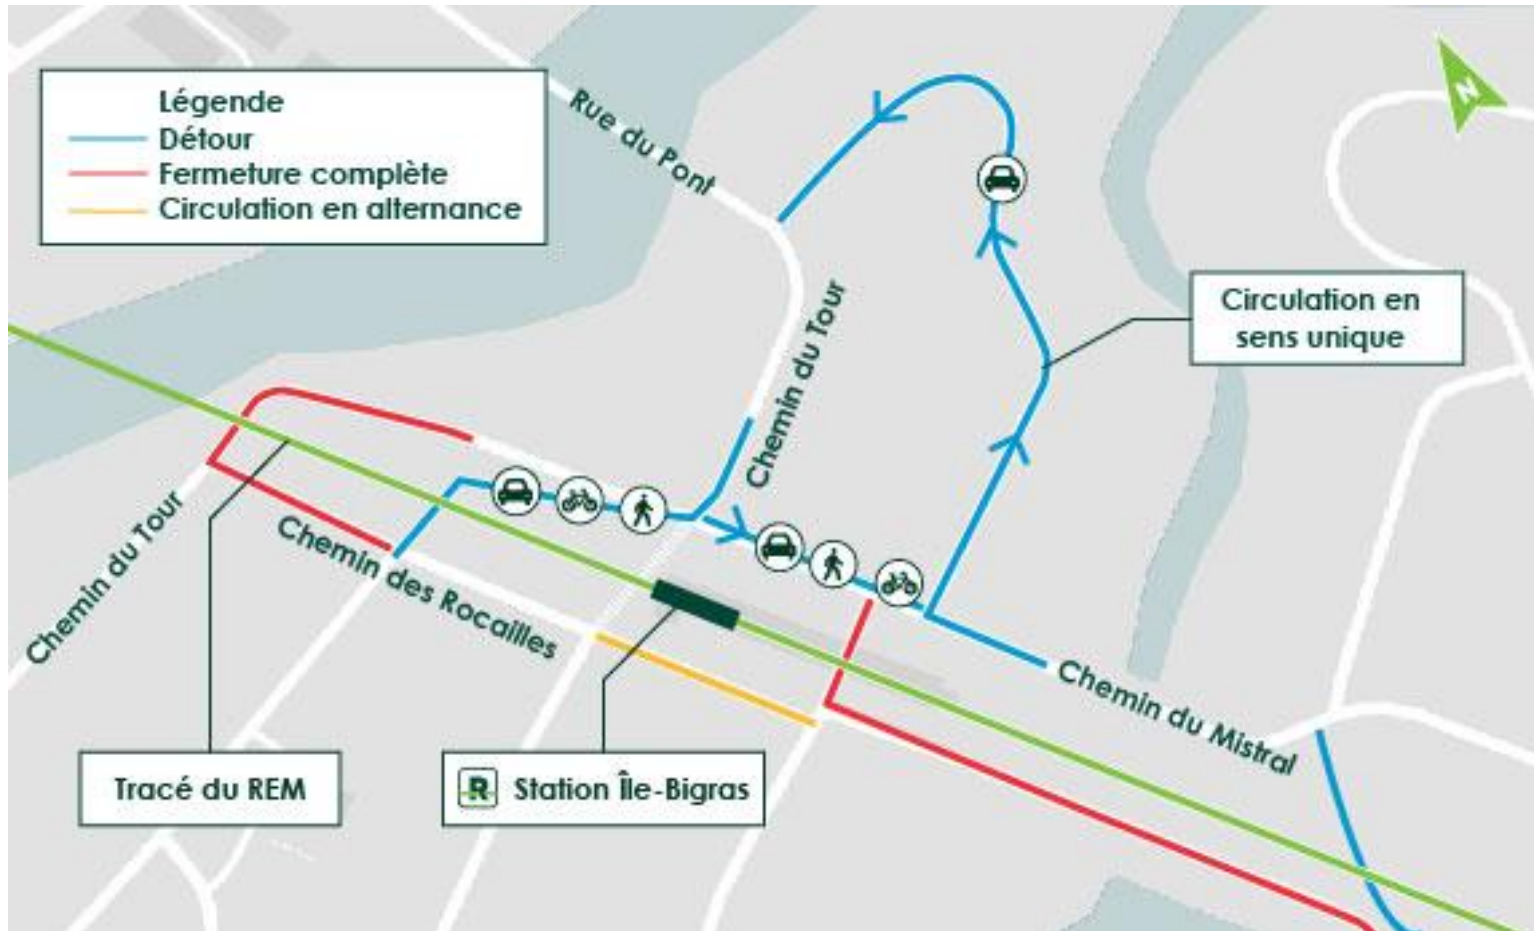 Légende
Détour
Fermeture complète
Circulation en alternance
Rue du Pont
N
Circulation en
sens unique
Chemin du Tour
Chemin du Tour
Chemin des Rocailles
Chemin du Mistral
Tracé du REM
R Station Île-Bigras